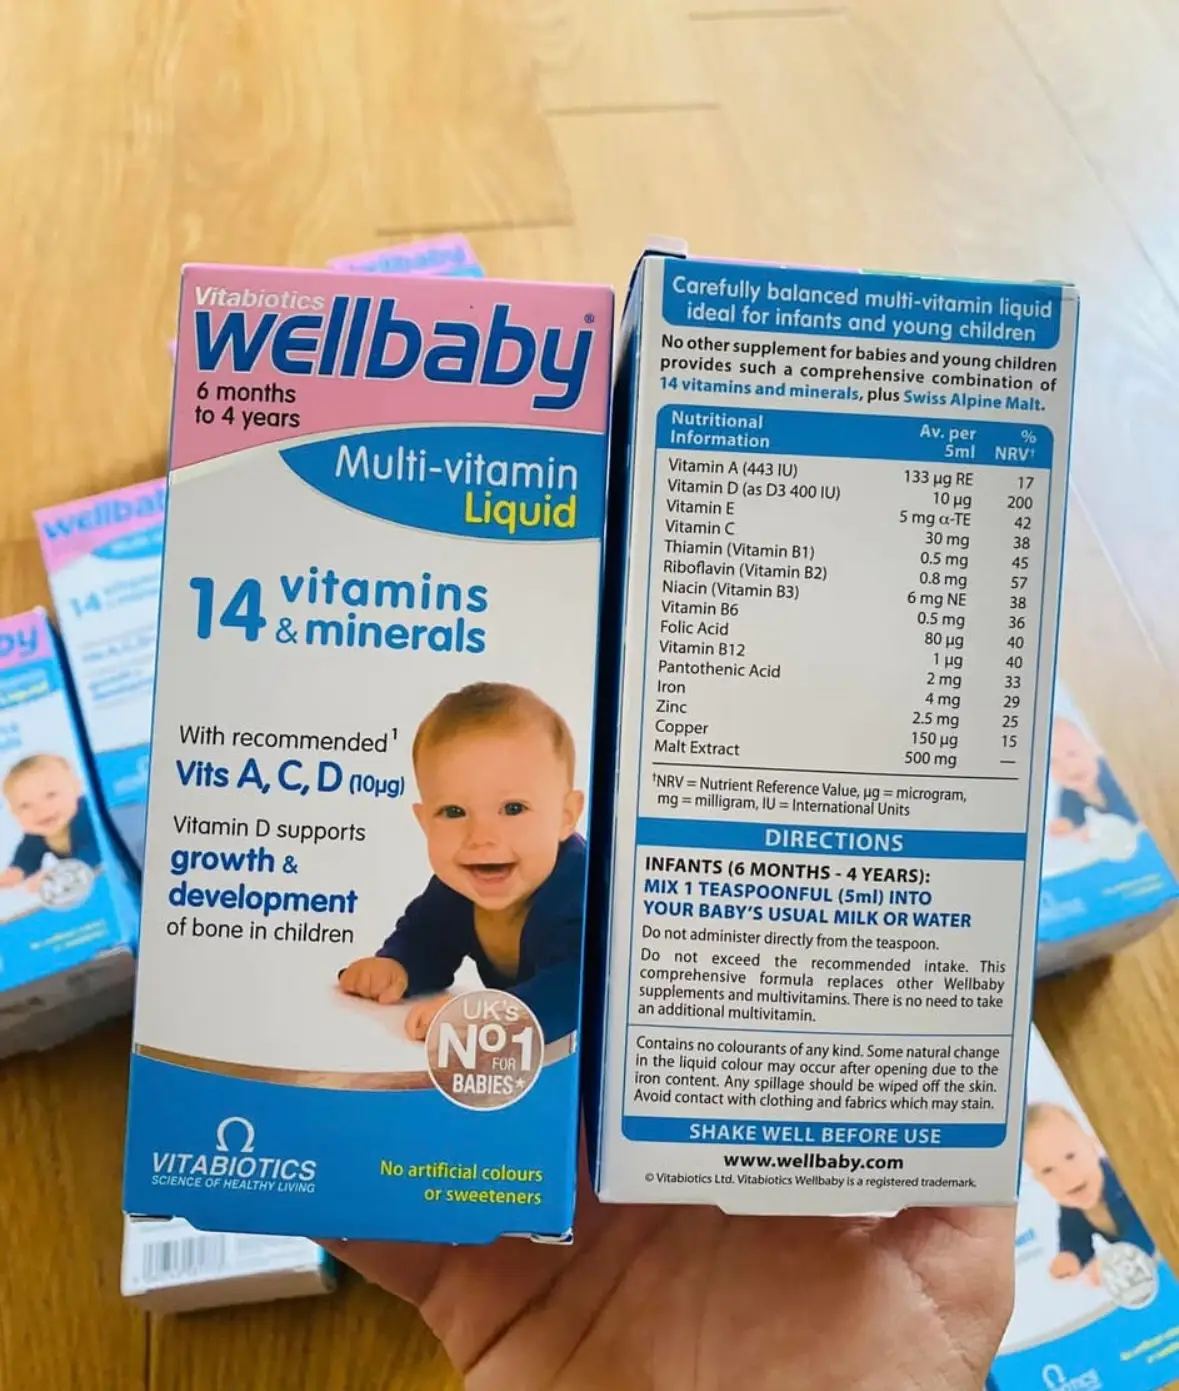 Vitabiotics
wellbaby®
6 months
to 4 years
Multi-vitamin
Liquid
14 vitamins
& minerals
With recommended¹
Vits A, C, D (10µg)
Vitamin D supports
growth &
development
of bone in children
UK's
Nº1
FOR
BABIES*
VITABIOTICS
SCIENCE OF HEALTHY LIVING
No artificial colours
or sweeteners
Carefully balanced multi-vitamin liquid
ideal for infants and young children
No other supplement for babies and young children
provides such a comprehensive combination of
14 vitamins and minerals, plus Swiss Alpine Malt.
Nutritional Information Av. per 5ml % NRV†
Vitamin A (443 IU) 133 µg RE 17
Vitamin D (as D3 400 IU) 10 µg 200
Vitamin E 5 mg α-TE 42
Vitamin C 30 mg 38
Thiamin (Vitamin B1) 0.5 mg 45
Riboflavin (Vitamin B2) 0.8 mg 57
Niacin (Vitamin B3) 6 mg NE 38
Vitamin B6 0.5 mg 36
Folic Acid 80 µg 40
Vitamin B12 1 µg 40
Pantothenic Acid 2 mg 33
Iron 4 mg 29
Zinc 2.5 mg 25
Copper 150 µg 15
Malt Extract 500 mg —
†NRV = Nutrient Reference Value, µg = microgram,
mg = milligram, IU = International Units
DIRECTIONS
INFANTS (6 MONTHS - 4 YEARS):
MIX 1 TEASPOONFUL (5ml) INTO
YOUR BABY'S USUAL MILK OR WATER
Do not administer directly from the teaspoon.
Do not exceed the recommended intake. This
comprehensive formula replaces other Wellbaby
supplements and multivitamins. There is no need to take
an additional multivitamin.
Contains no colourants of any kind. Some natural change
in the liquid colour may occur after opening due to the
iron content. Any spillage should be wiped off the skin.
Avoid contact with clothing and fabrics which may stain.
SHAKE WELL BEFORE USE
www.wellbaby.com
© Vitabiotics Ltd. Vitabiotics Wellbaby is a registered trademark.
wellbaby
14
Nº1
Nº1